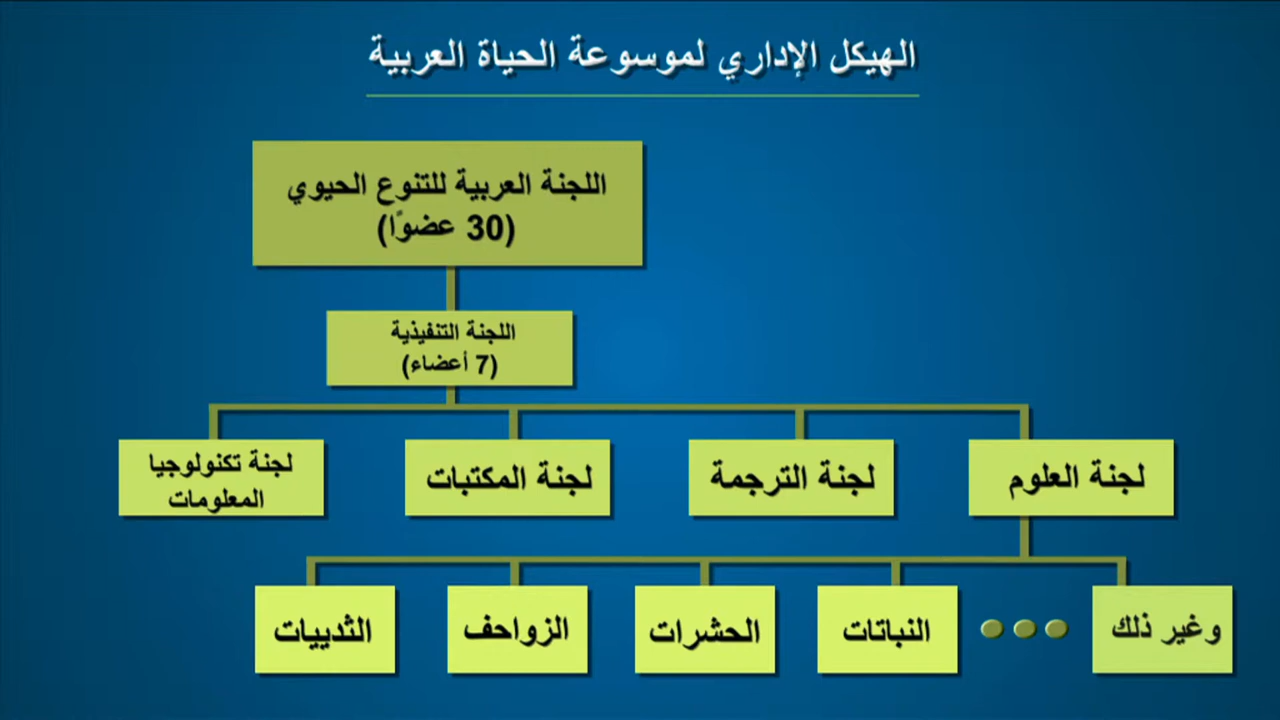 الهيكل الإداري لموسوعة الحياة العربية
اللجنة العربية للتنوع الحيوي
(30 عضوًا)
اللجنة التنفيذية
(7 أعضاء)
لجنة العلوم
لجنة الترجمة
لجنة المكتبات
لجنة تكنولوجيا
المعلومات
وغير ذلك
النباتات
الحشرات
الزواحف
الثدييات